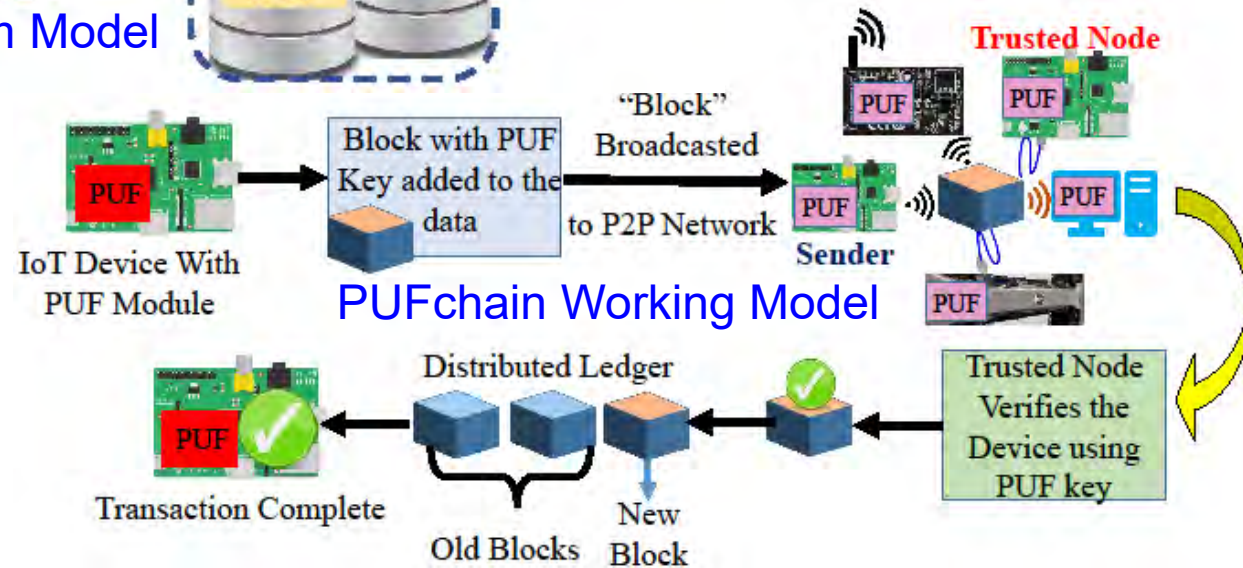 Model
Trusted Node
PUF
PUF
"Block"
Broadcasted
to P2P Network
Block with PUF
Key added to the
data
PUF
PUF
PUF
Sender
IoT Device With
PUF Module
PUF
PUFchain Working Model
Distributed Ledger
Trusted Node
Verifies the
Device using
PUF key
PUF
Transaction Complete
New
Block
Old Blocks